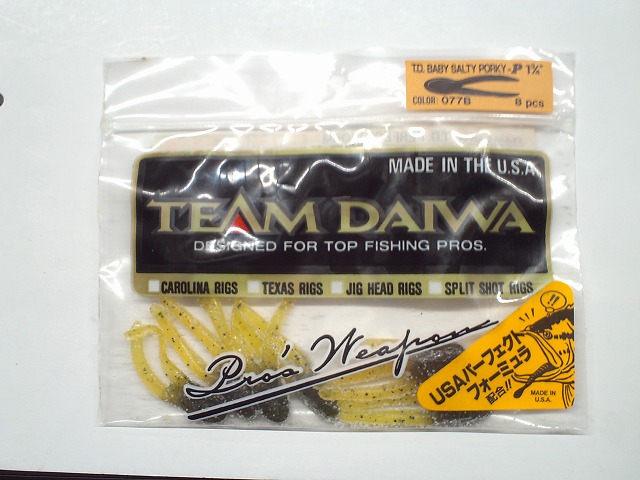 T.D. BABY SALTY PORKY-P 1¾"
COLOR: 077B 8 pcs
MADE IN THE U.S.A.
TEAM DAIWA
DESIGNED FOR TOP FISHING PROS.
CAROLINA RIGS TEXAS RIGS JIG HEAD RIGS SPLIT SHOT RIGS
Pro's Weapon
!!
USAパーフェクト
フォーミュラ
配合!!
MADE IN
U.S.A.